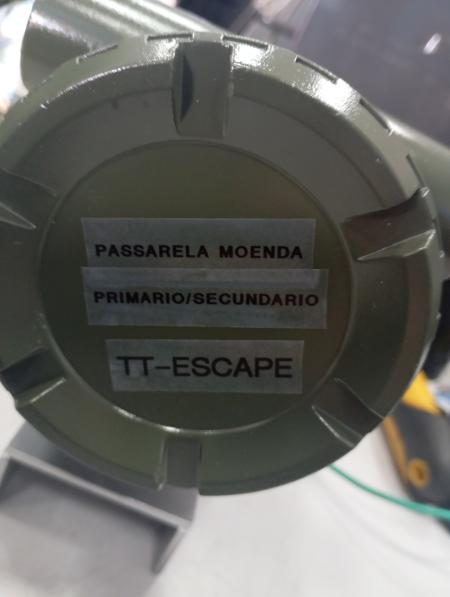 PASSARELA MOENDA
PRIMARIO/SECUNDARIO
TT-ESCAPE